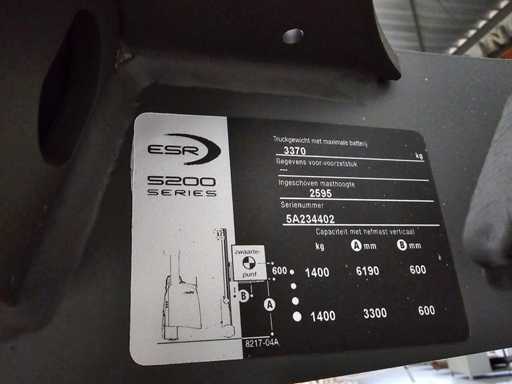 ESR
5200
SERIES
Truckgewicht met maximale batterij
3370 kg
Gegevens voor-voorzetstuk
---
Ingeschoven masthoogte
2595
Serienummer
5A234402
Capaciteit met hefmast verticaal
kg A mm B mm
1400 6190 600
1400 3300 600
zwaarte-
punt
600
B
A
8217-04A